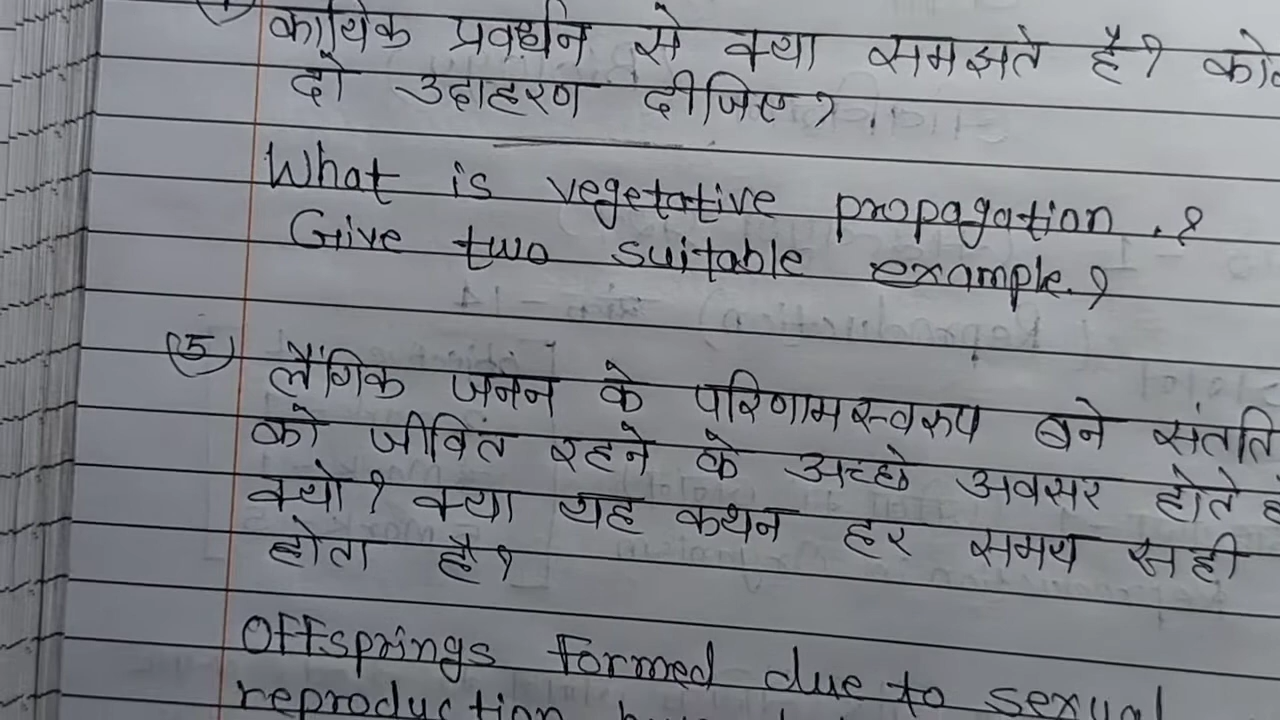 कायिक प्रवर्धन से क्या समझते है?
दो उदाहरण दीजिए?
What is vegetative propagation.?
Give two suitable example.?
(5) लैंगिक जनन के परिणामस्वरूप बने संतति
को जीवित रहने के अच्छे अवसर होते
क्यो? क्या यह कथन हर समय सही
होता है?
Offsprings formed due to sexual
reproduction